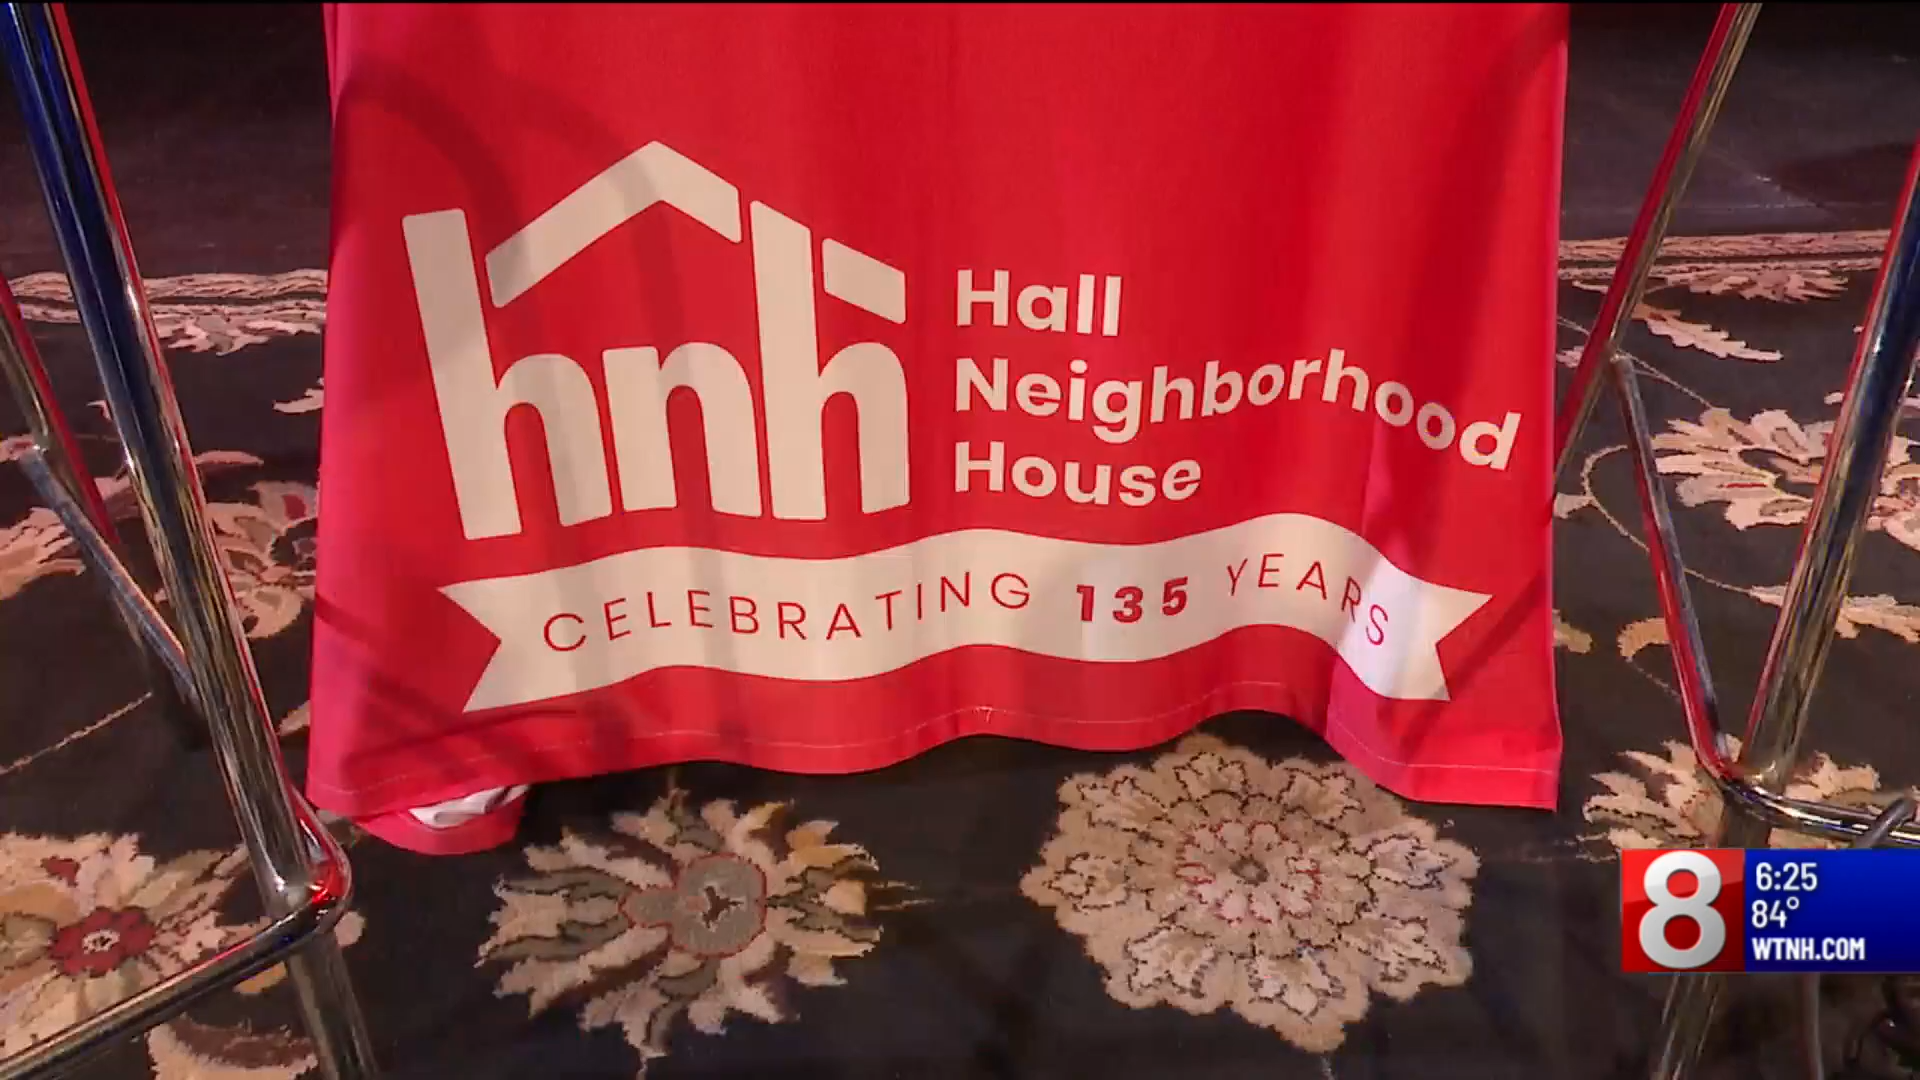 hnh
Hall
Neighborhood
House
CELEBRATING 135 YEARS
8
6:25
84°
WTNH.COM